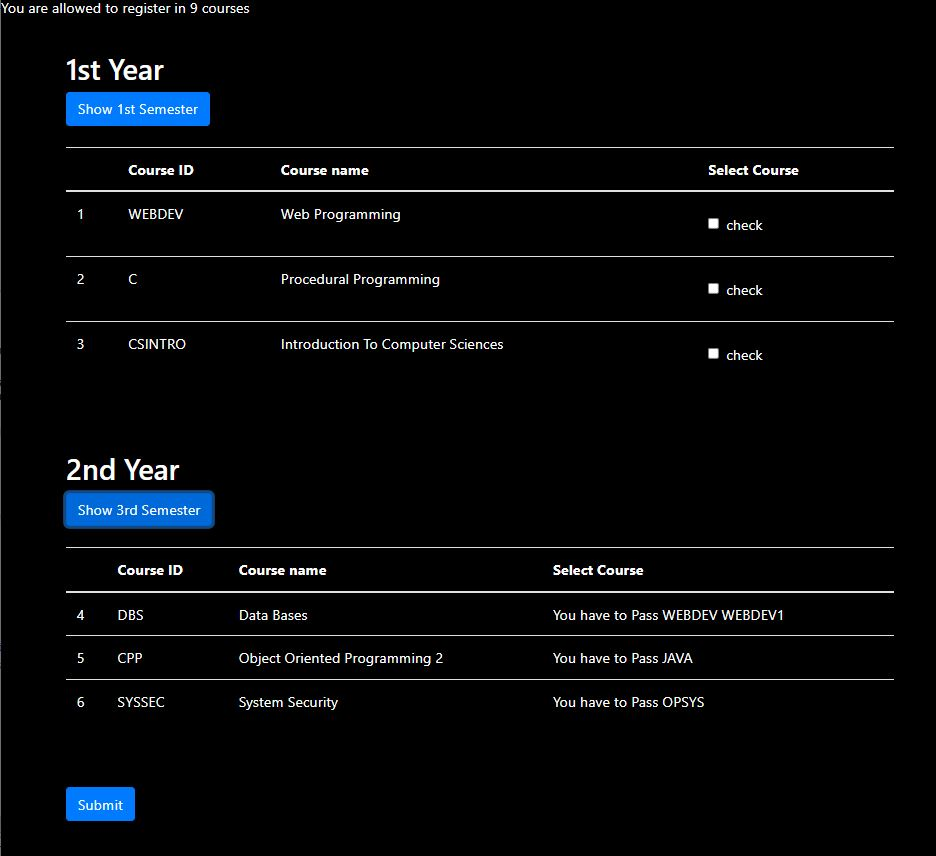 You are allowed to register in 9 courses
1st Year
Show 1st Semester
Course ID Course name Select Course
1 WEBDEV Web Programming check
2 C Procedural Programming check
3 CSINTRO Introduction To Computer Sciences check
2nd Year
Show 3rd Semester
Course ID Course name Select Course
4 DBS Data Bases You have to Pass WEBDEV WEBDEV1
5 CPP Object Oriented Programming 2 You have to Pass JAVA
6 SYSSEC System Security You have to Pass OPSYS
Submit